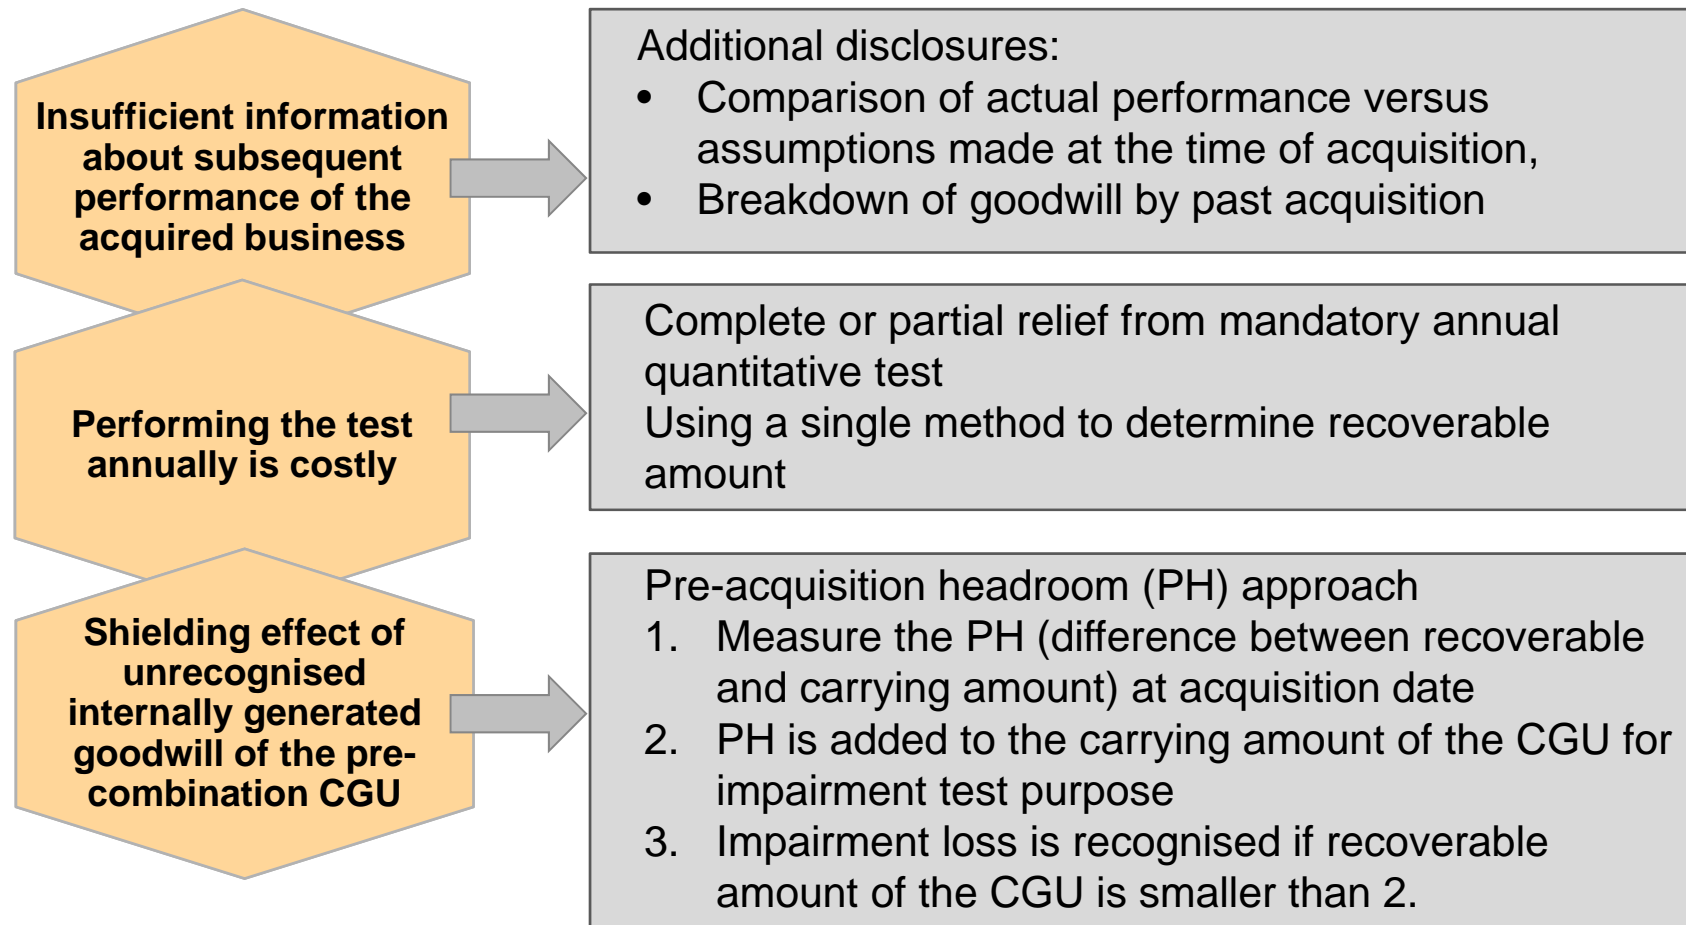 Insufficient information
about subsequent
performance of the
acquired business
Additional disclosures:
• Comparison of actual performance versus
assumptions made at the time of acquisition,
• Breakdown of goodwill by past acquisition
Performing the test
annually is costly
Complete or partial relief from mandatory annual
quantitative test
Using a single method to determine recoverable
amount
Shielding effect of
unrecognised
internally generated
goodwill of the pre-
combination CGU
Pre-acquisition headroom (PH) approach
1. Measure the PH (difference between recoverable
and carrying amount) at acquisition date
2. PH is added to the carrying amount of the CGU for
impairment test purpose
3. Impairment loss is recognised if recoverable
amount of the CGU is smaller than 2.